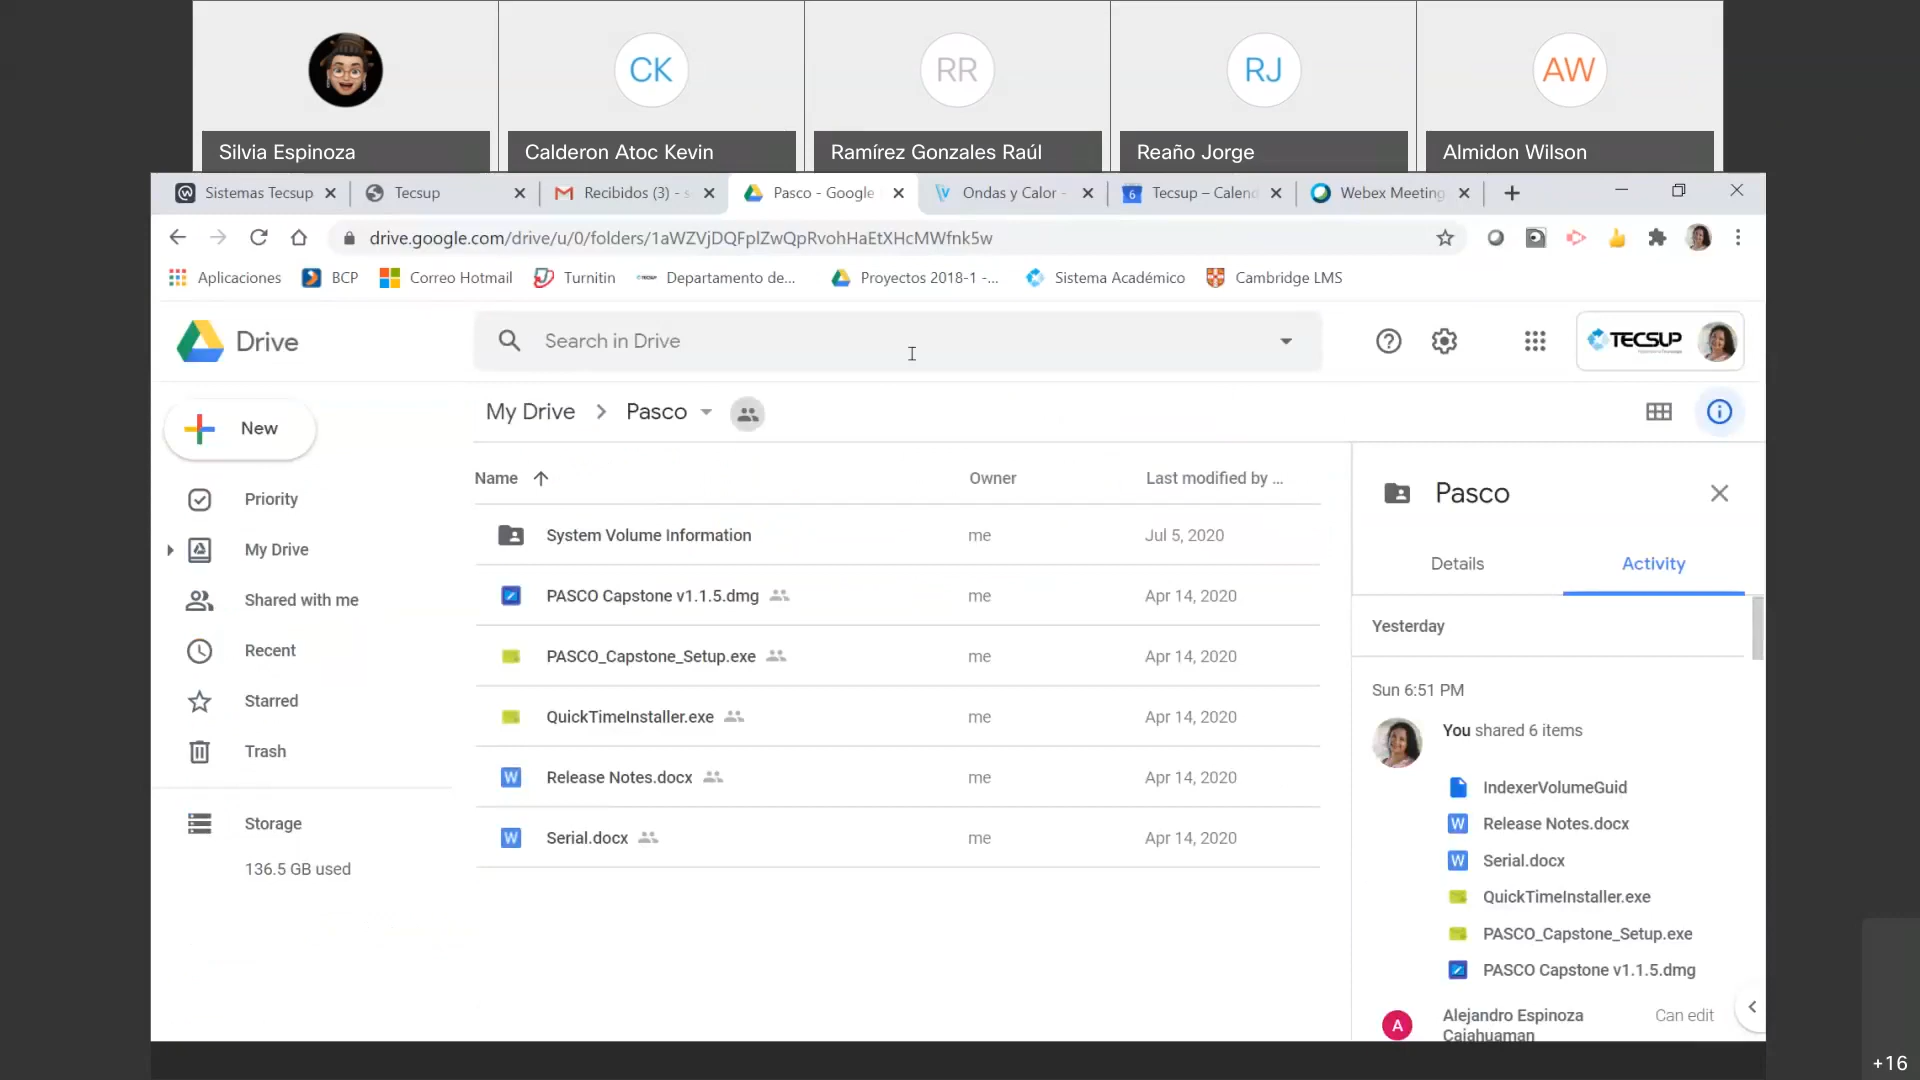 CK
RR
RJ
AW
Silvia Espinoza
Calderon Atoc Kevin
Ramírez Gonzales Raúl
Reaño Jorge
Almidon Wilson
Sistemas Tecsup
Tecsup
Recibidos (3) - s
Pasco - Google
Ondas y Calor -
6
Tecsup – Calend
Webex Meeting
drive.google.com/drive/u/0/folders/1aWZVjDQFplZwQpRvohHaEtXHcMWfnk5w
Aplicaciones
BCP
Correo Hotmail
Turnitin
Departamento de...
Proyectos 2018-1 -...
Sistema Académico
Cambridge LMS
Drive
Search in Drive
TECSUP
My Drive
Pasco
New
Priority
My Drive
Shared with me
Recent
Starred
Trash
Storage
136.5 GB used
Name
Owner
Last modified by ...
System Volume Information
me
Jul 5, 2020
PASCO Capstone v1.1.5.dmg
me
Apr 14, 2020
PASCO_Capstone_Setup.exe
me
Apr 14, 2020
QuickTimeInstaller.exe
me
Apr 14, 2020
W
Release Notes.docx
me
Apr 14, 2020
W
Serial.docx
me
Apr 14, 2020
Pasco
Details
Activity
Yesterday
Sun 6:51 PM
You shared 6 items
IndexerVolumeGuid
W
Release Notes.docx
W
Serial.docx
QuickTimeInstaller.exe
PASCO_Capstone_Setup.exe
PASCO Capstone v1.1.5.dmg
A
Alejandro Espinoza
Cajahuaman
Can edit
+16